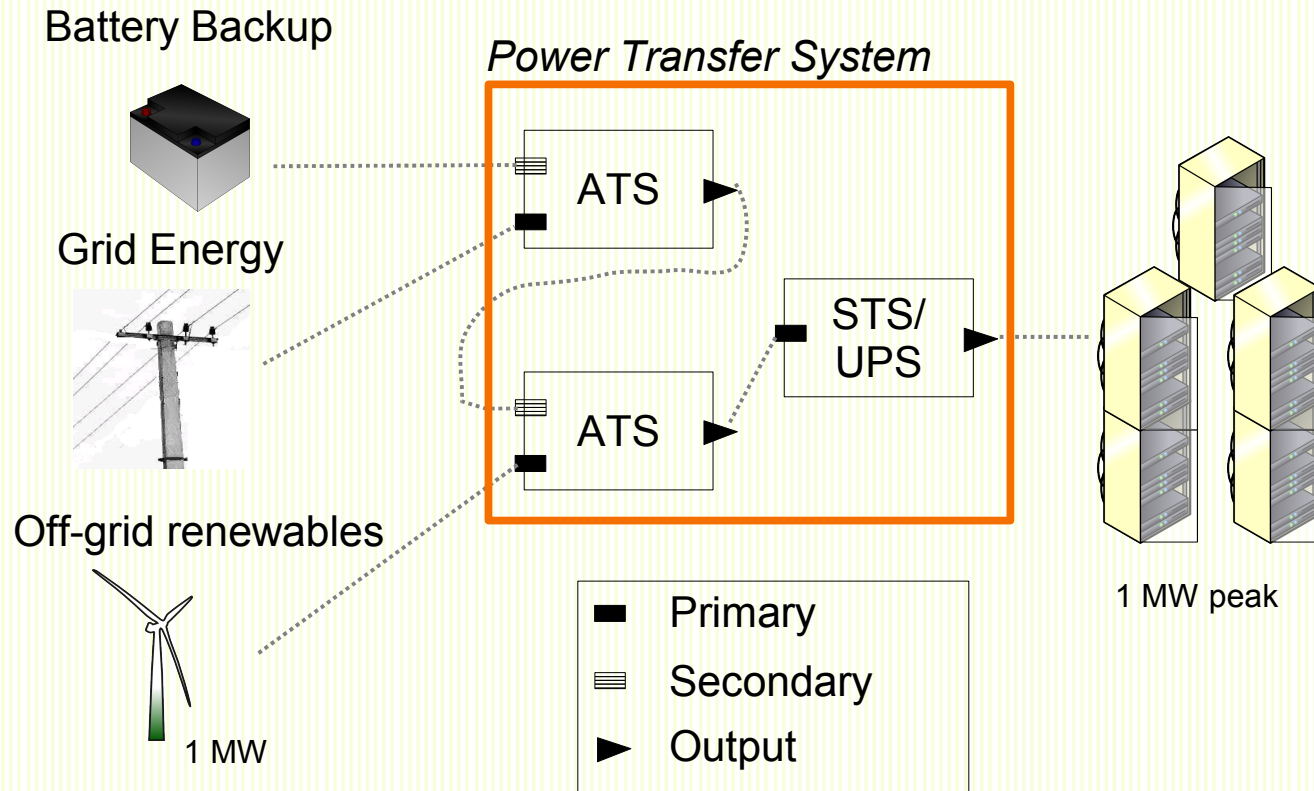 Battery Backup
Power Transfer System
ATS
Grid Energy
STS/
UPS
ATS
Off-grid renewables
1 MW
1 MW peak
Primary
Secondary
Output